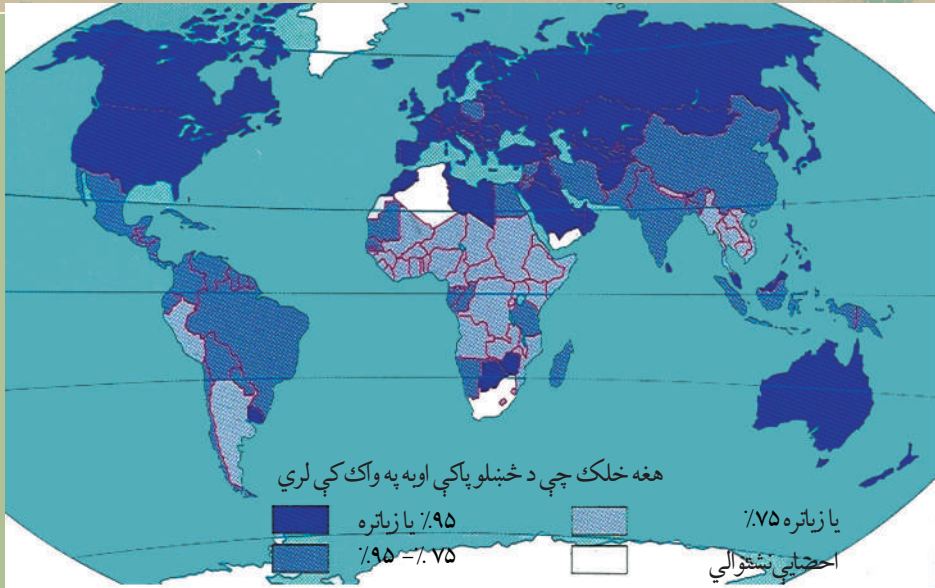 هغه خلک چې د څښلو پاکې اوبه په واک کې لري
۹۵٪ یا زیاتره
یا زیاتره ۷۵٪
۷۵٪ – ۹۵٪
احصایې نشتوالي